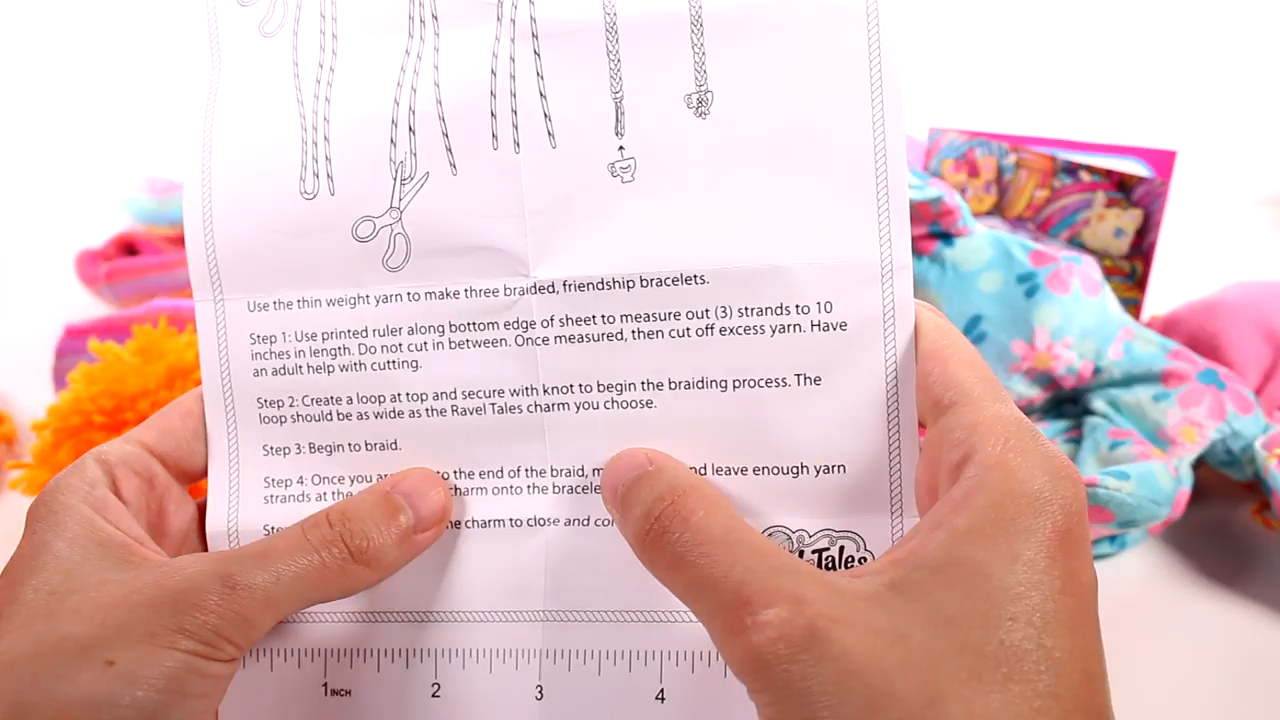 Use the thin weight yarn to make three braided, friendship bracelets.
Step 1: Use printed ruler along bottom edge of sheet to measure out (3) strands to 10
inches in length. Do not cut in between. Once measured, then cut off excess yarn. Have
an adult help with cutting.
Step 2: Create a loop at top and secure with knot to begin the braiding process. The
loop should be as wide as the Ravel Tales charm you choose.
Step 3: Begin to braid.
Step 4: Once you to the end of the braid, leave enough yarn
strands at the charm onto the
charm to close and
Tales
1 INCH 2 3 4